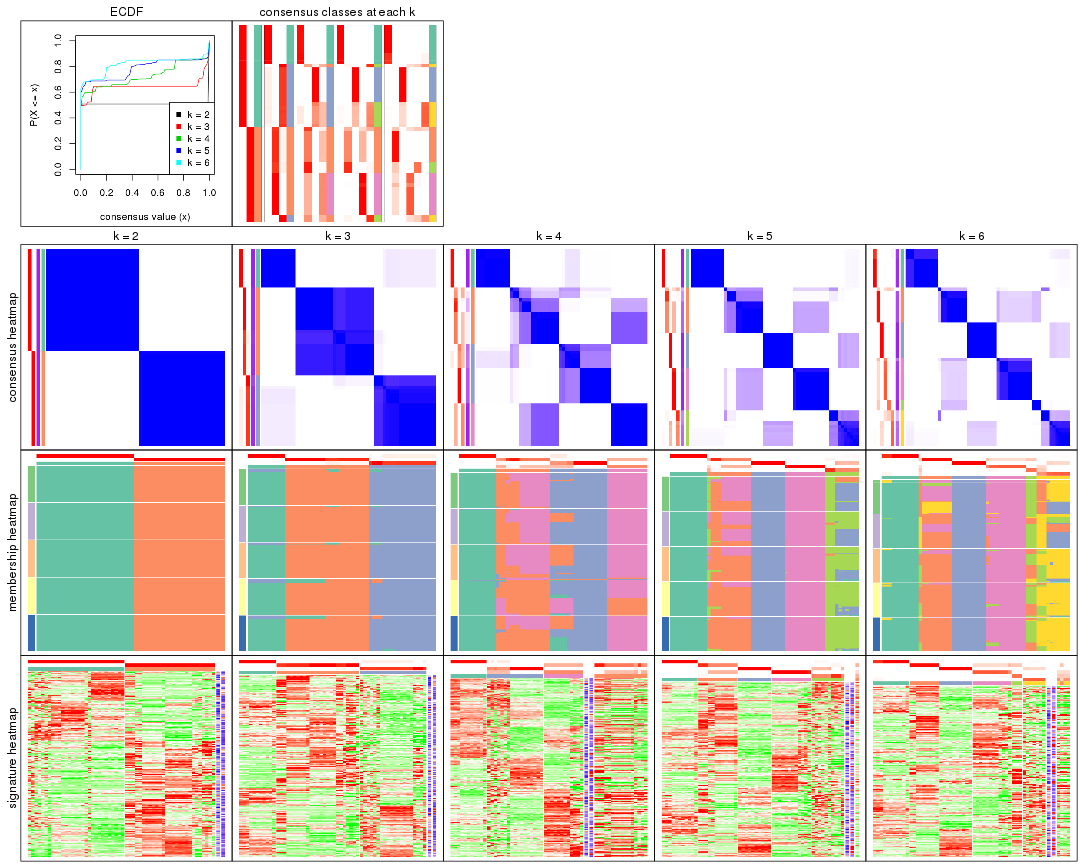 ECDF
consensus classes at each k
P(X <= x)
0.0
0.2
0.4
0.6
0.8
1.0
k = 2
k = 3
k = 4
k = 5
k = 6
0.0 0.2 0.4 0.6 0.8 1.0
consensus value (x)
k = 2
k = 3
k = 4
k = 5
k = 6
consensus heatmap
membership heatmap
signature heatmap